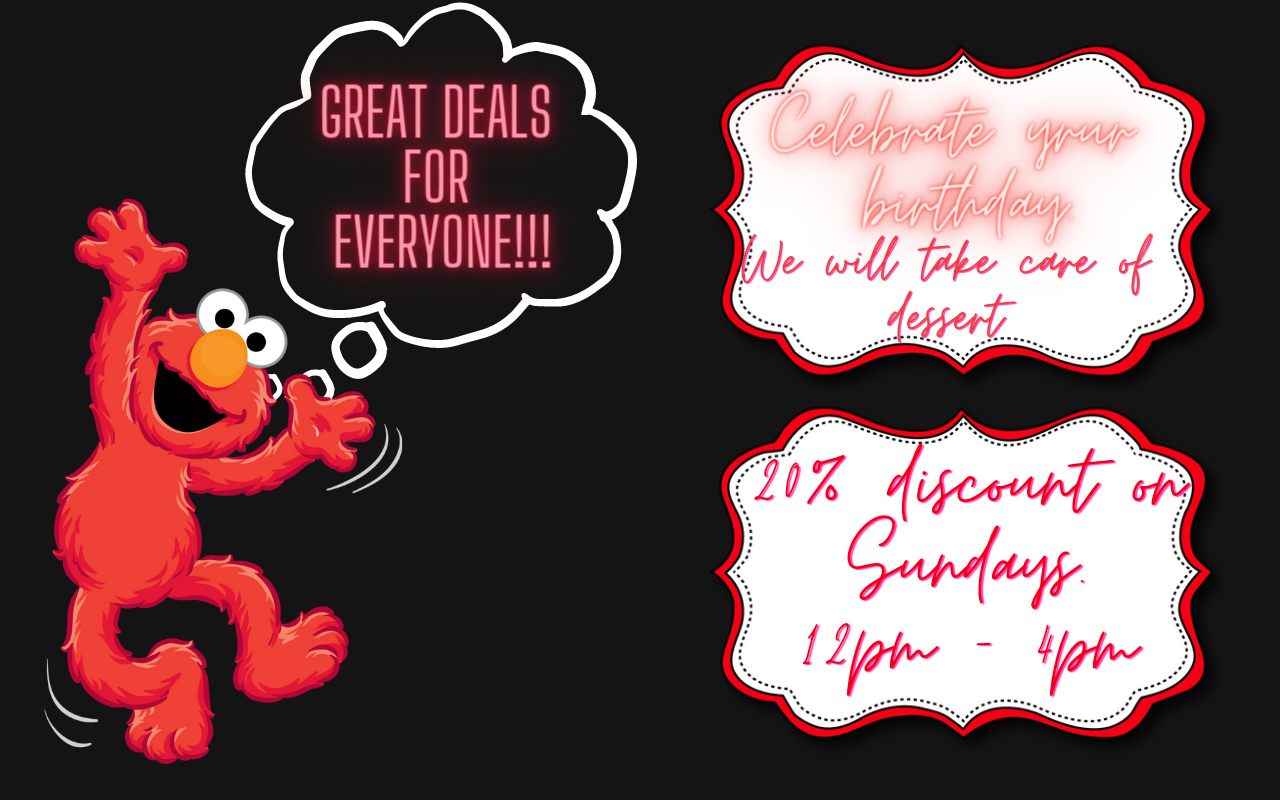 GREAT DEALS
FOR
EVERYONE!!!
Celebrate yrur
birthday.
We will take care of
dessert
20% discount on
Sundays.
12pm - 4pm